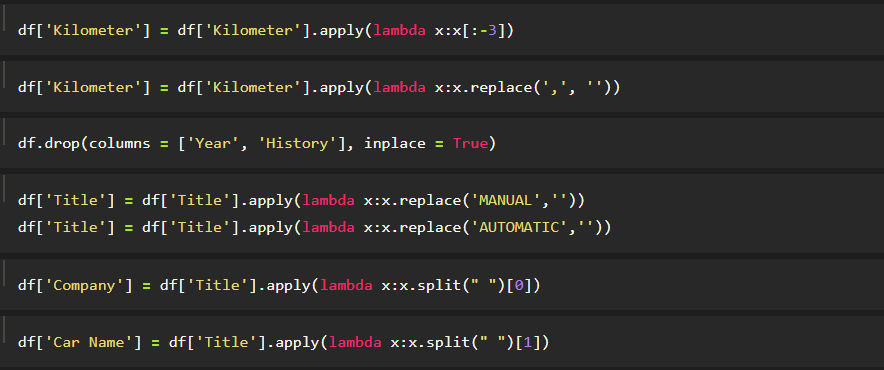 df['Kilometer'] = df['Kilometer'].apply(lambda x:x[:-3])
df['Kilometer'] = df['Kilometer'].apply(lambda x:x.replace(',', ''))
df.drop(columns = ['Year', 'History'], inplace = True)
df['Title'] = df['Title'].apply(lambda x:x.replace('MANUAL',''))
df['Title'] = df['Title'].apply(lambda x:x.replace('AUTOMATIC',''))
df['Company'] = df['Title'].apply(lambda x:x.split(" ")[0])
df['Car Name'] = df['Title'].apply(lambda x:x.split(" ")[1])